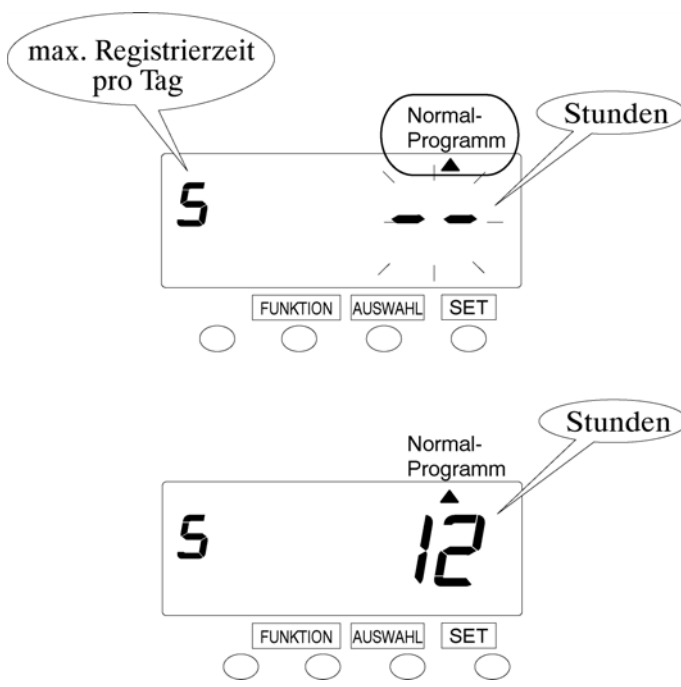 max. Registrierzeit
pro Tag
Normal-
Programm
Stunden
5 --
FUNKTION AUSWAHL SET
Stunden
Normal-
Programm
5 12
FUNKTION AUSWAHL SET